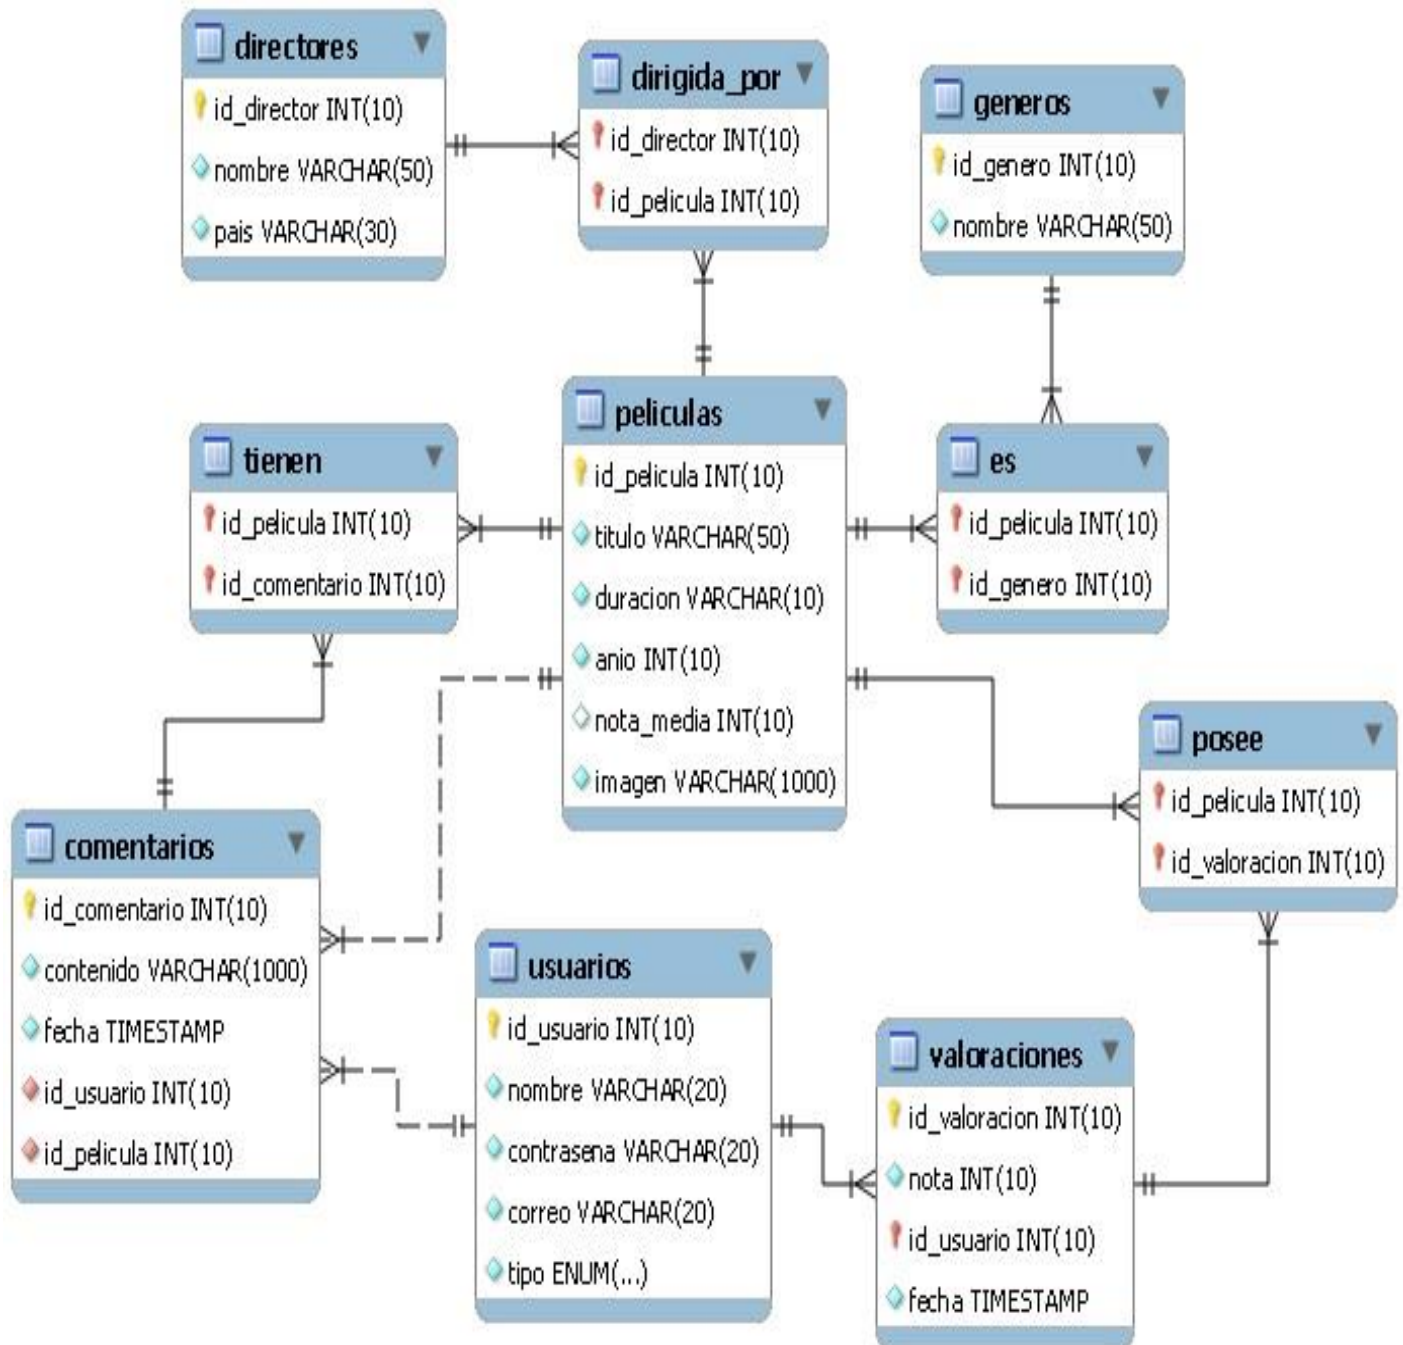 directores
id_director INT(10)
nombre VARCHAR(50)
pais VARCHAR(30)
dirigida_por
id_director INT(10)
id_pelicula INT(10)
generos
id_genero INT(10)
nombre VARCHAR(50)
tienen
id_pelicula INT(10)
id_comentario INT(10)
peliculas
id_pelicula INT(10)
titulo VARCHAR(50)
duracion VARCHAR(10)
anio INT(10)
nota_media INT(10)
imagen VARCHAR(1000)
es
id_pelicula INT(10)
id_genero INT(10)
posee
id_pelicula INT(10)
id_valoracion INT(10)
comentarios
id_comentario INT(10)
contenido VARCHAR(1000)
fecha TIMESTAMP
id_usuario INT(10)
id_pelicula INT(10)
usuarios
id_usuario INT(10)
nombre VARCHAR(20)
contrasena VARCHAR(20)
correo VARCHAR(20)
tipo ENUM(...)
valoraciones
id_valoracion INT(10)
nota INT(10)
id_usuario INT(10)
fecha TIMESTAMP